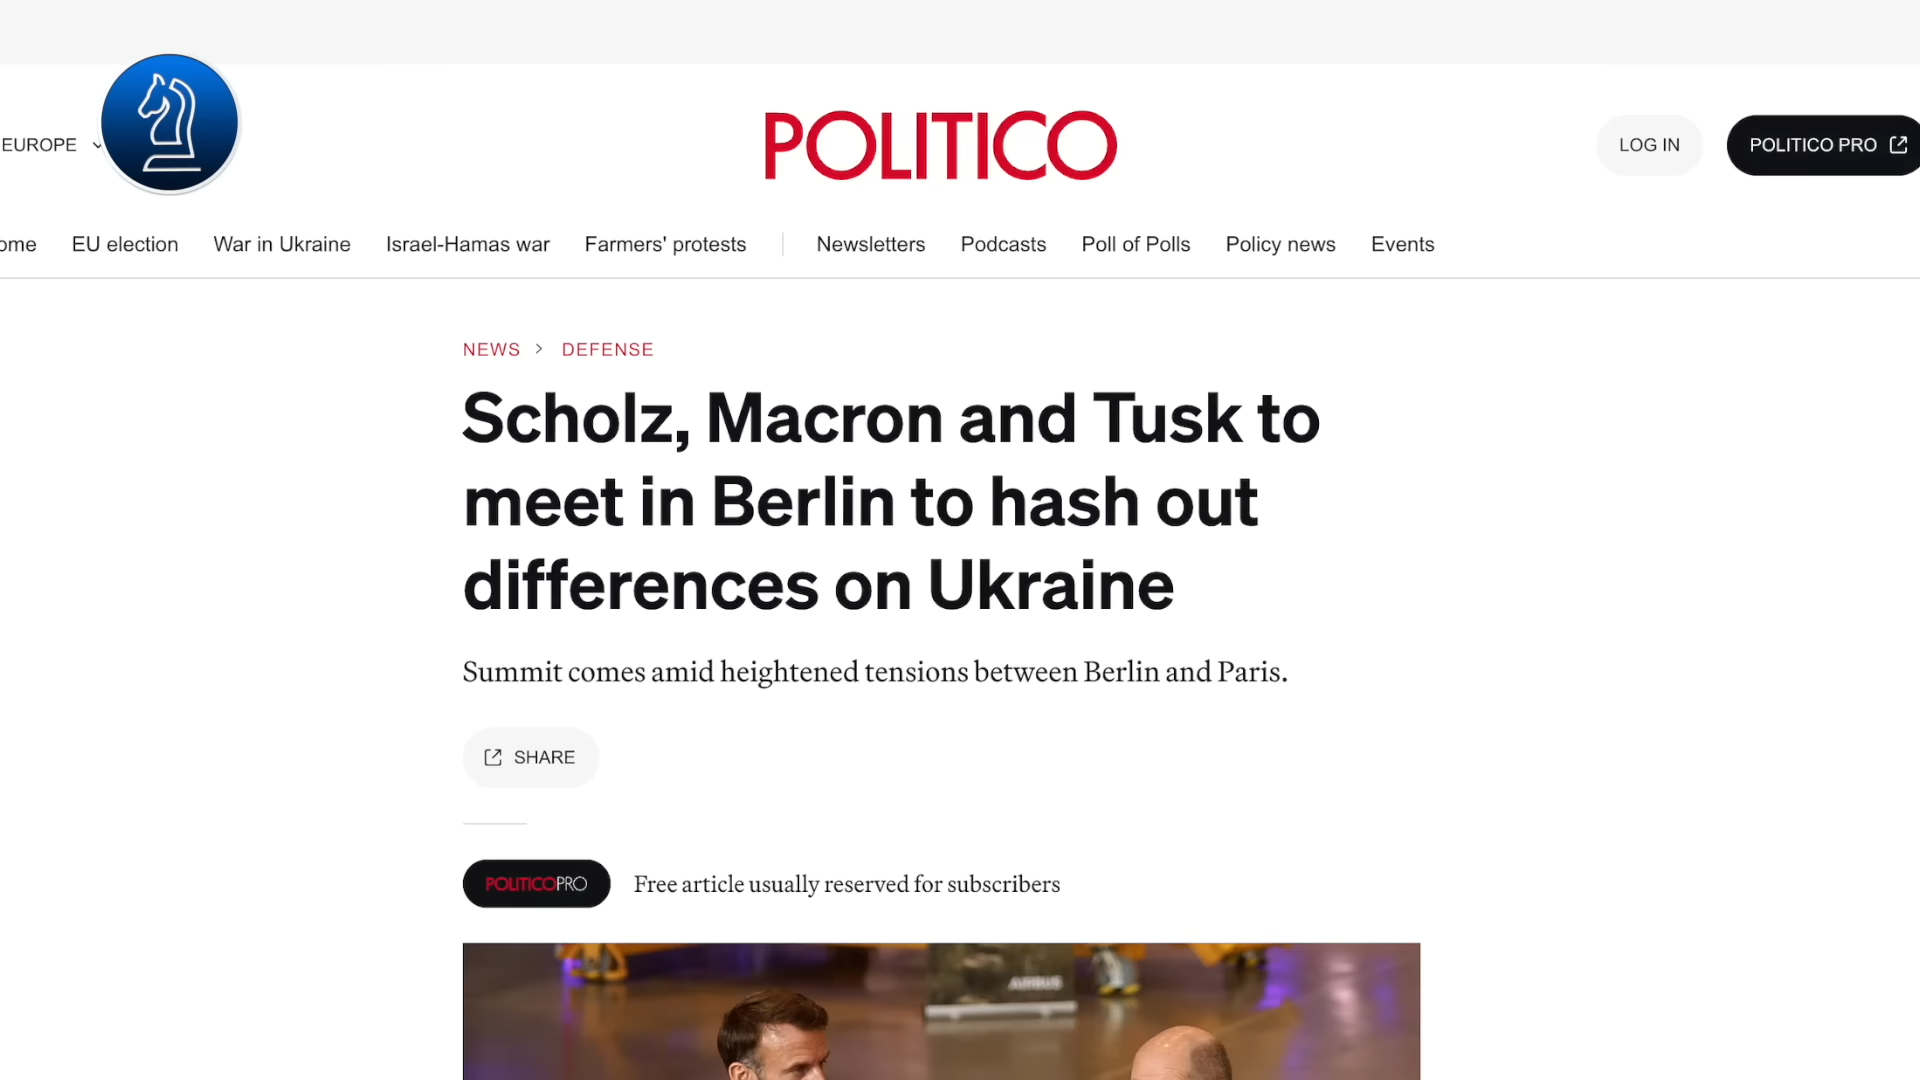 EUROPE
POLITICO
LOG IN
POLITICO PRO
ome
EU election
War in Ukraine
Israel-Hamas war
Farmers' protests
Newsletters
Podcasts
Poll of Polls
Policy news
Events
NEWS > DEFENSE
Scholz, Macron and Tusk to
meet in Berlin to hash out
differences on Ukraine
Summit comes amid heightened tensions between Berlin and Paris.
SHARE
POLITICOPRO
Free article usually reserved for subscribers
AIRBUS